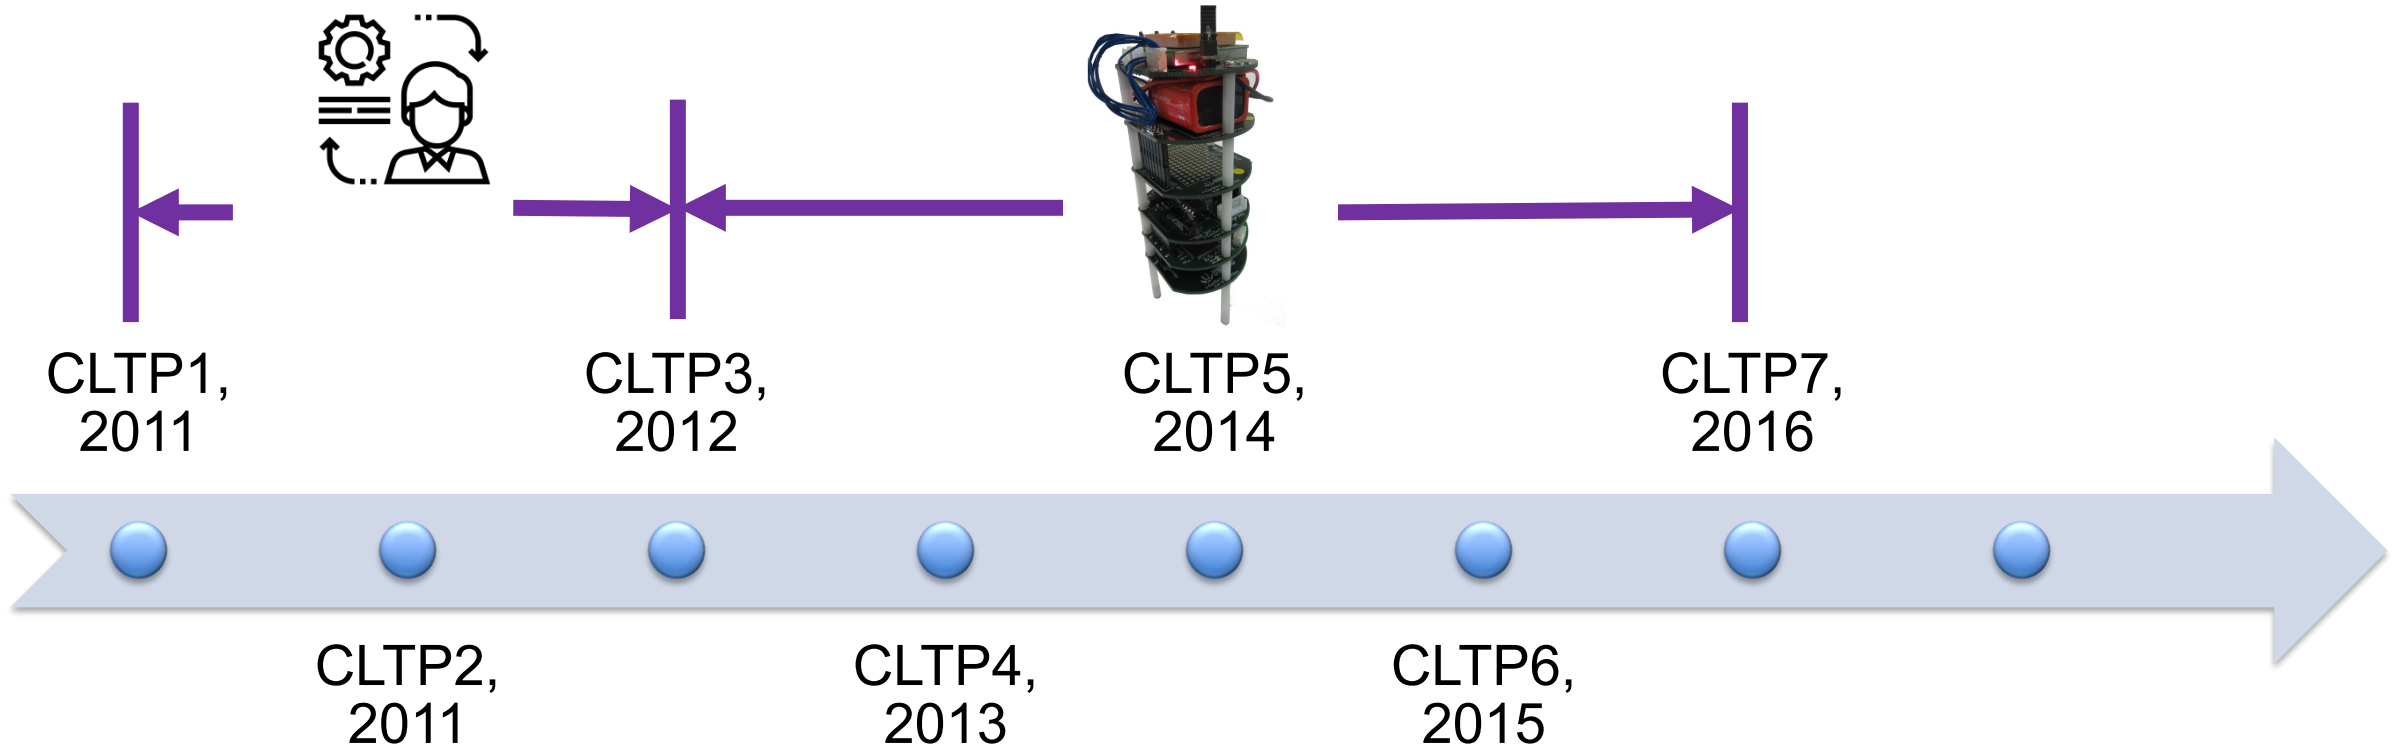 CLTP1,
2011
CLTP3,
2012
CLTP5,
2014
CLTP7,
2016
CLTP2,
2011
CLTP4,
2013
CLTP6,
2015